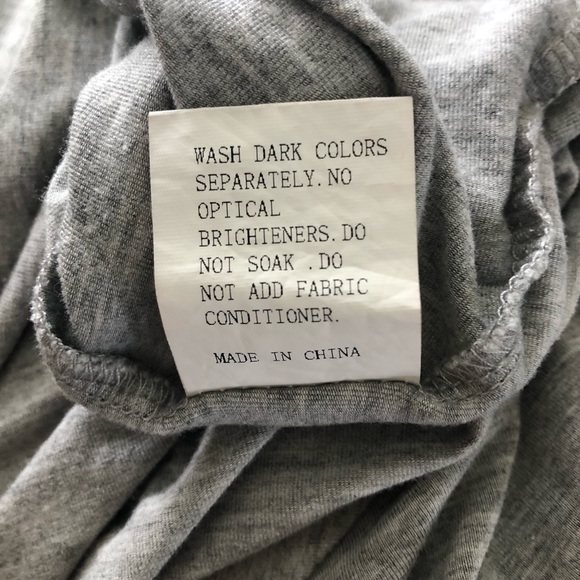 WASH DARK COLORS
SEPARATELY. NO
OPTICAL
BRIGHTENERS. DO
NOT SOAK .DO
NOT ADD FABRIC
CONDITIONER.
MADE IN CHINA